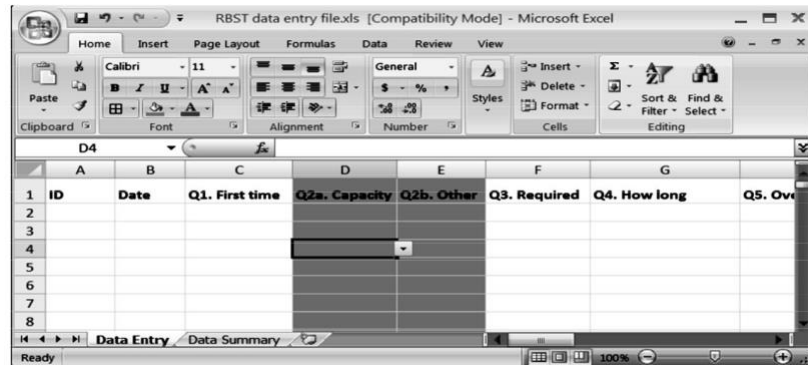 RBST data entry file.xls [Compatibility Mode] - Microsoft Excel
Home Insert Page Layout Formulas Data Review View
Calibri 11 General Insert
Delete
Paste B I U A A $ % , Styles Format Sort & Filter Find & Select
Clipboard Font Alignment Number Cells Editing
D4 fx
A B C D E F G
1 ID Date Q1. First time Q2a. Capacity Q2b. Other Q3. Required Q4. How long Q5. Ove
2
3
4
5
6
7
8
Data Entry Data Summary
Ready 100%